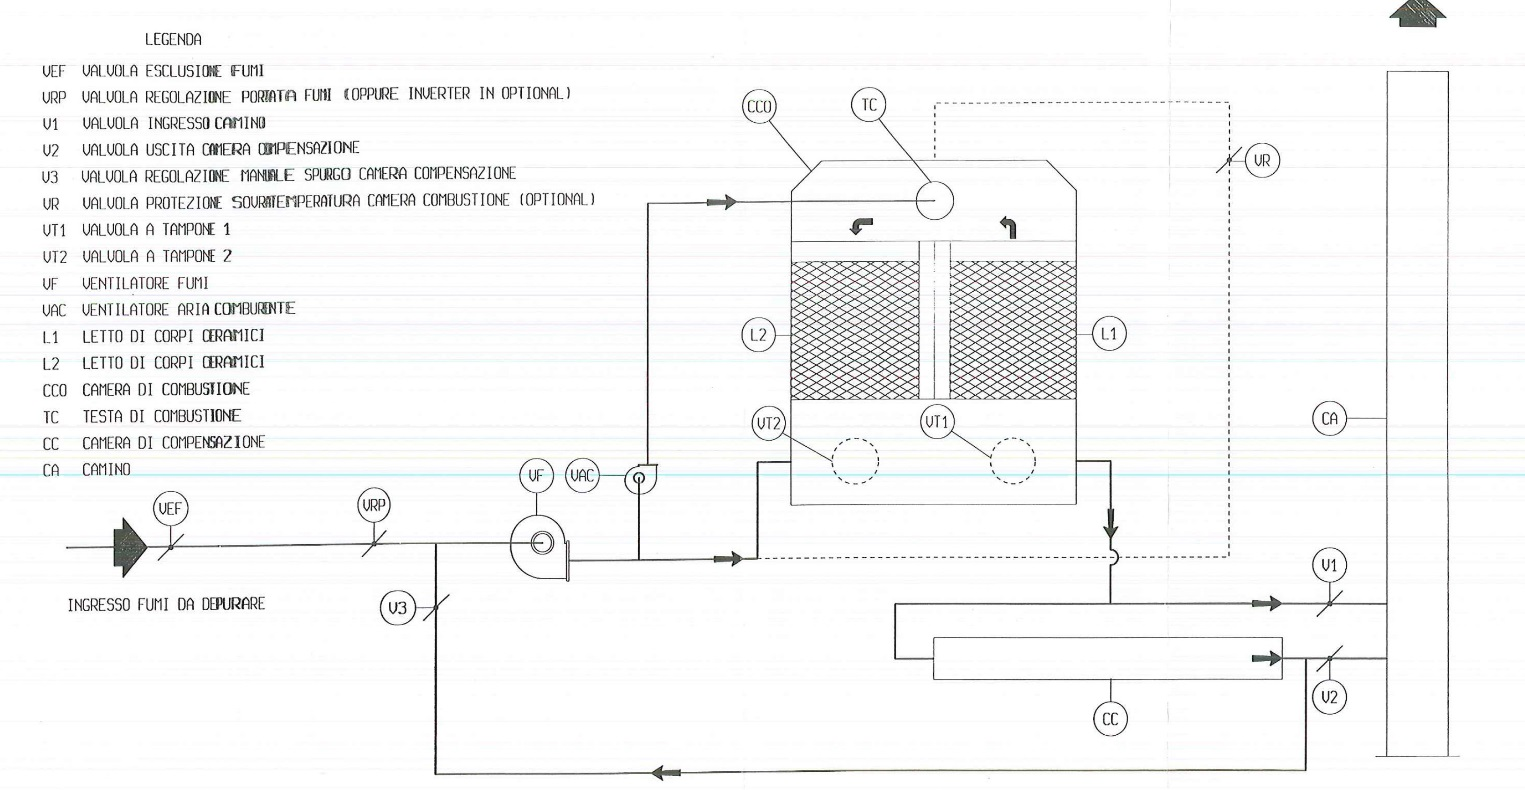 LEGENDA
VEF VALVOLA ESCLUSIONE FUMI
VRP VALVOLA REGOLAZIONE PORTATA FUMI (OPPURE INVERTER IN OPTIONAL)
V1 VALVOLA INGRESSO CAMINO
V2 VALVOLA USCITA CAMERA COMPENSAZIONE
V3 VALVOLA REGOLAZIONE MANUALE SPURGO CAMERA COMPENSAZIONE
VR VALVOLA PROTEZIONE SOVRATEMPERATURA CAMERA COMBUSTIONE (OPTIONAL)
VT1 VALVOLA A TAMPONE 1
VT2 VALVOLA A TAMPONE 2
VF VENTILATORE FUMI
VAC VENTILATORE ARIA COMBURENTE
L1 LETTO DI CORPI CERAMICI
L2 LETTO DI CORPI CERAMICI
CCO CAMERA DI COMBUSTIONE
TC TESTA DI COMBUSTIONE
CC CAMERA DI COMPENSAZIONE
CA CAMINO
CCO
TC
VR
L2
L1
VT2
VT1
CA
VF
VAC
VEF
VRP
INGRESSO FUMI DA DEPURARE
V3
V1
V2
CC